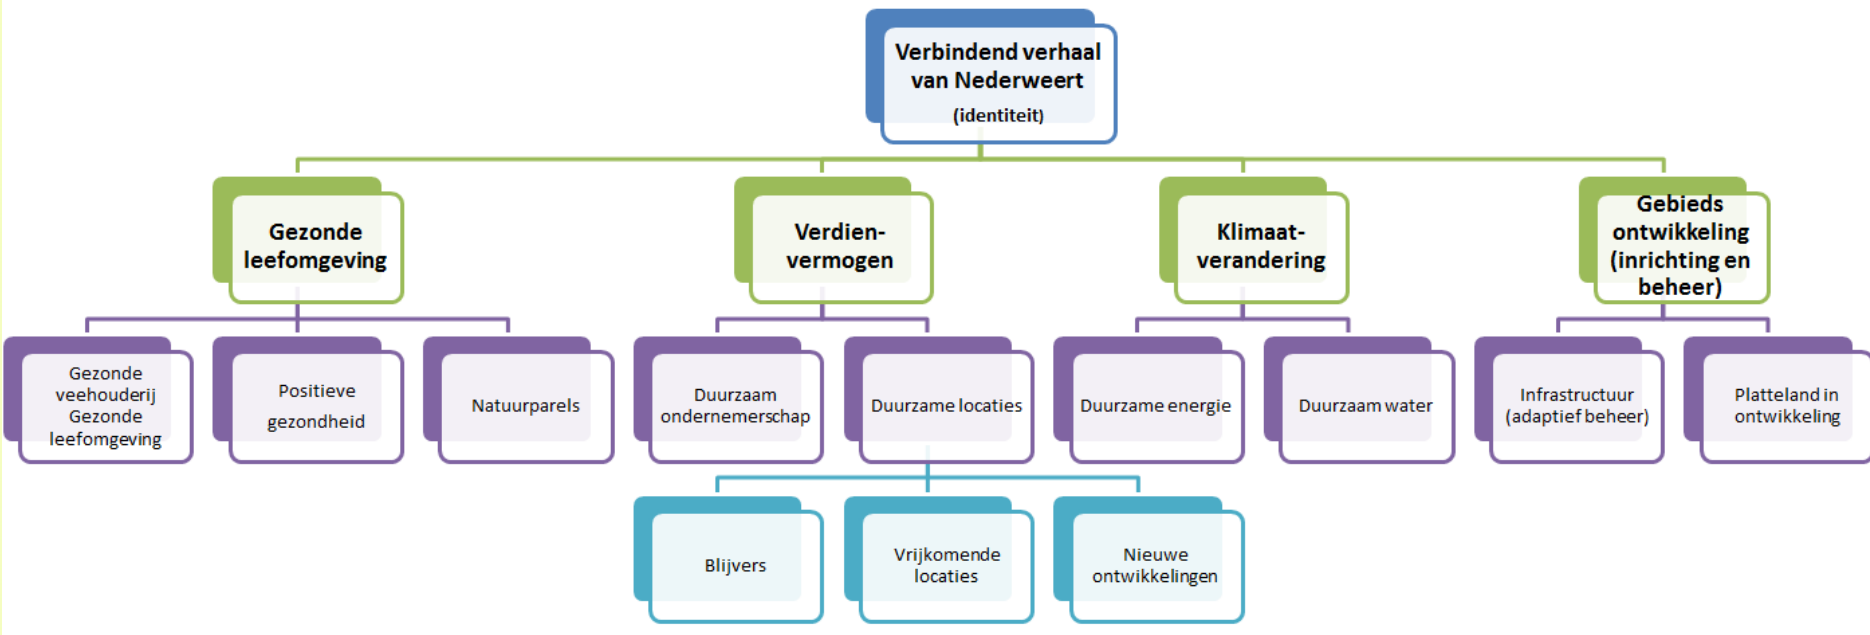 Verbindend verhaal
van Nederweert
(identiteit)
Gezonde
leefomgeving
Verdien-
vermogen
Klimaat-
verandering
Gebieds
ontwikkeling
(inrichting en
beheer)
Gezonde
veehouderij
Gezonde
leefomgeving
Positieve
gezondheid
Natuurparels
Duurzaam
ondernemerschap
Duurzame locaties
Duurzame energie
Duurzaam water
Infrastructuur
(adaptief beheer)
Platteland in
ontwikkeling
Blijvers
Vrijkomende
locaties
Nieuwe
ontwikkelingen